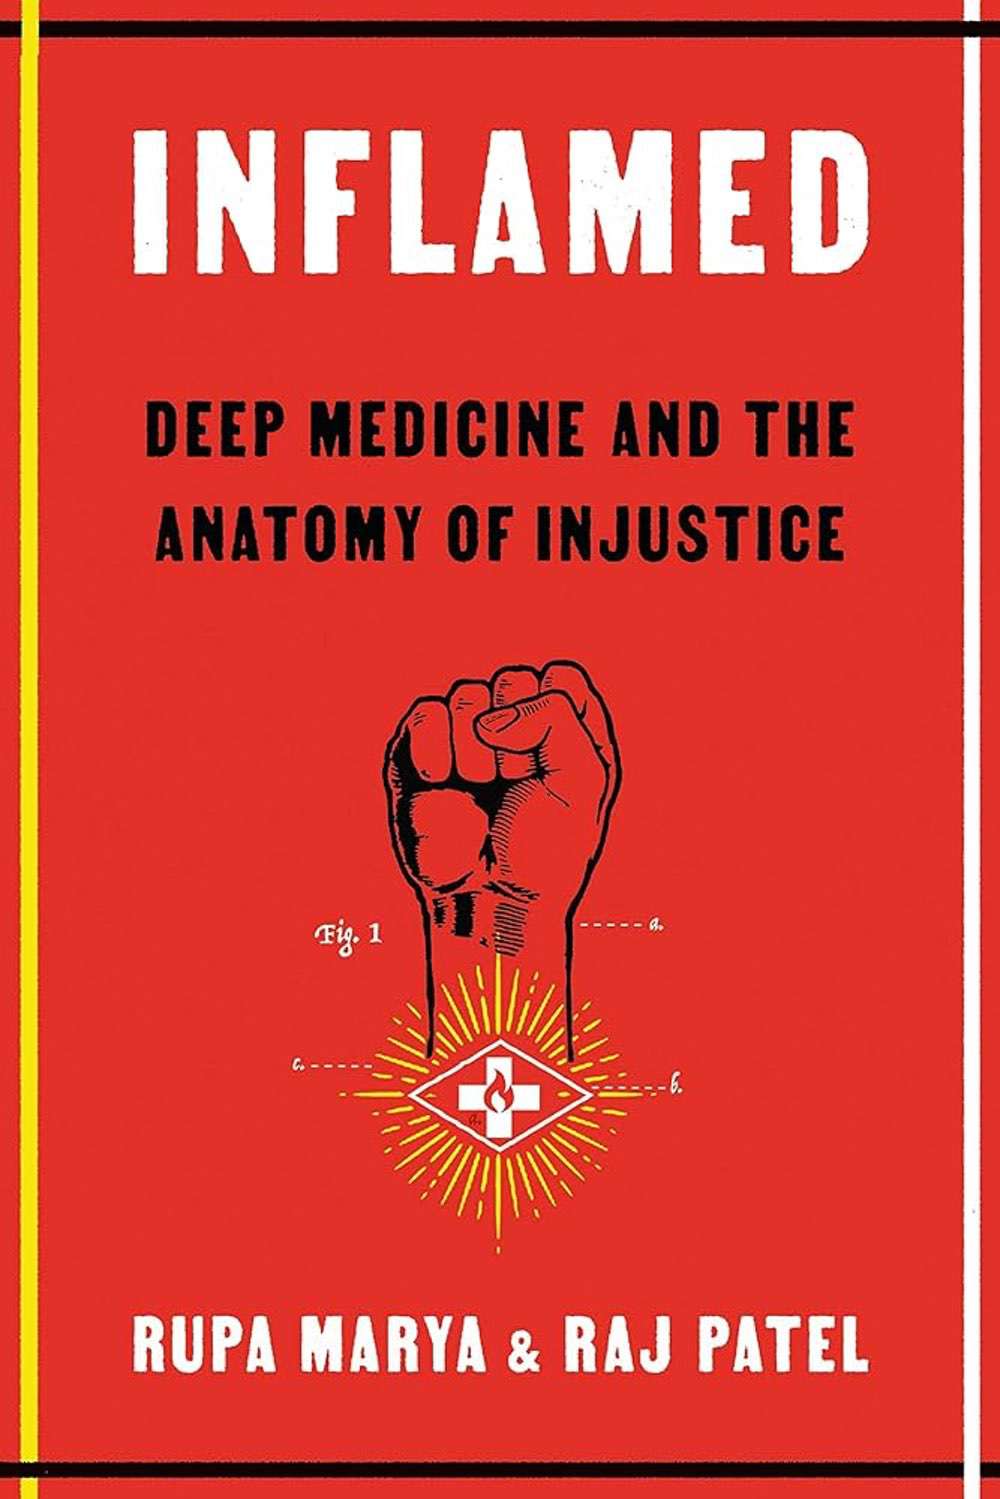 INFLAMED
DEEP MEDICINE AND THE
ANATOMY OF INJUSTICE
Fig. 1
a.
c.
b.
RUPA MARYA & RAJ PATEL